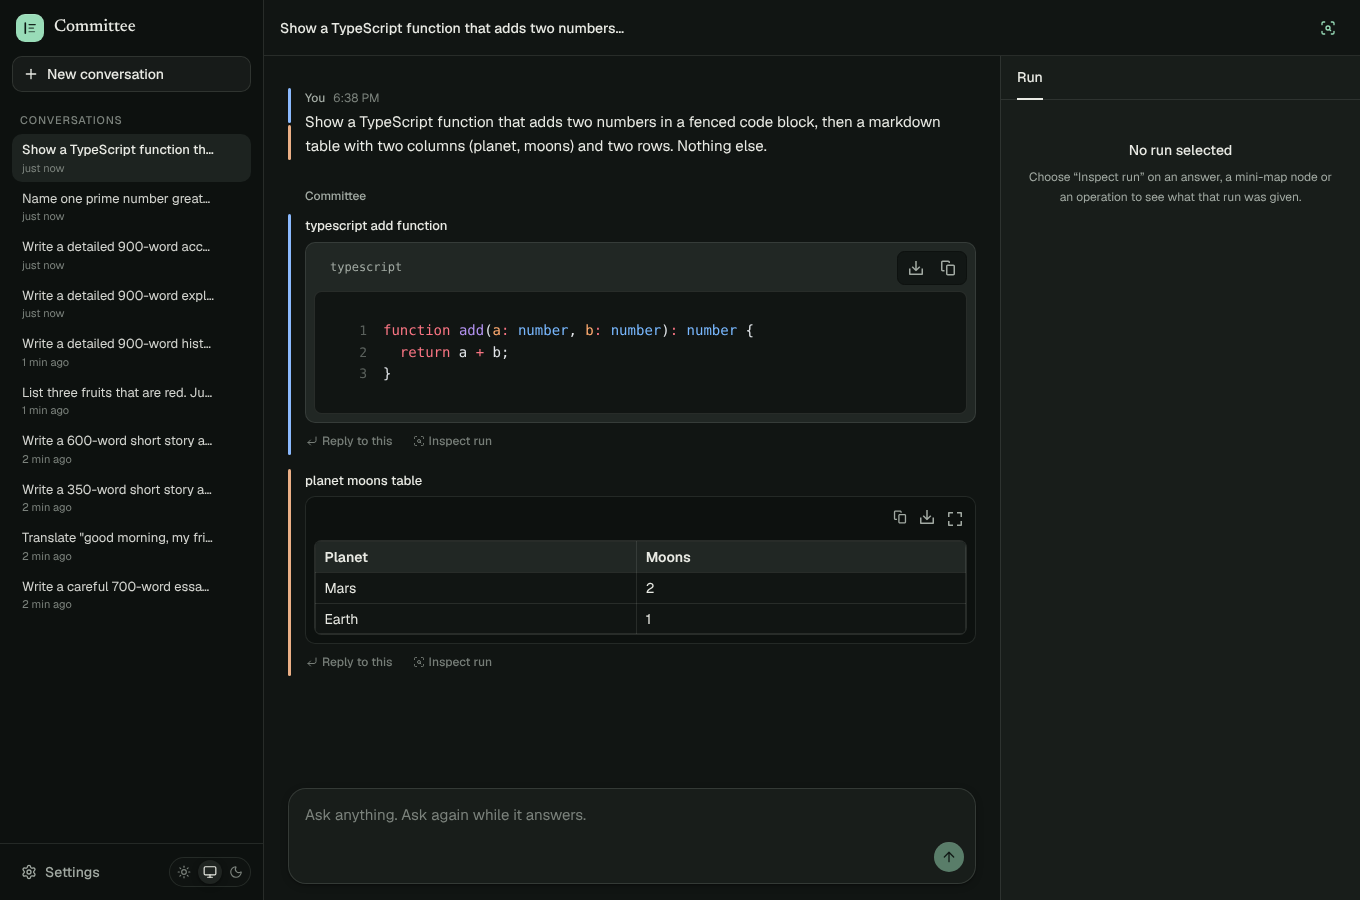 Committee
New conversation
CONVERSATIONS
Show a TypeScript function th...
just now
Name one prime number great...
just now
Write a detailed 900-word acc...
just now
Write a detailed 900-word expl...
just now
Write a detailed 900-word hist...
1 min ago
List three fruits that are red. Ju...
1 min ago
Write a 600-word short story a...
2 min ago
Write a 350-word short story a...
2 min ago
Translate "good morning, my fri...
2 min ago
Write a careful 700-word essa...
2 min ago
Settings
Show a TypeScript function that adds two numbers...
You 6:38 PM
Show a TypeScript function that adds two numbers in a fenced code block, then a markdown
table with two columns (planet, moons) and two rows. Nothing else.
Committee
typescript add function
typescript
1 function add(a: number, b: number): number {
2   return a + b;
3 }
Reply to this Inspect run
planet moons table
Planet Moons
Mars 2
Earth 1
Reply to this Inspect run
Ask anything. Ask again while it answers.
Run
No run selected
Choose “Inspect run” on an answer, a mini-map node or
an operation to see what that run was given.